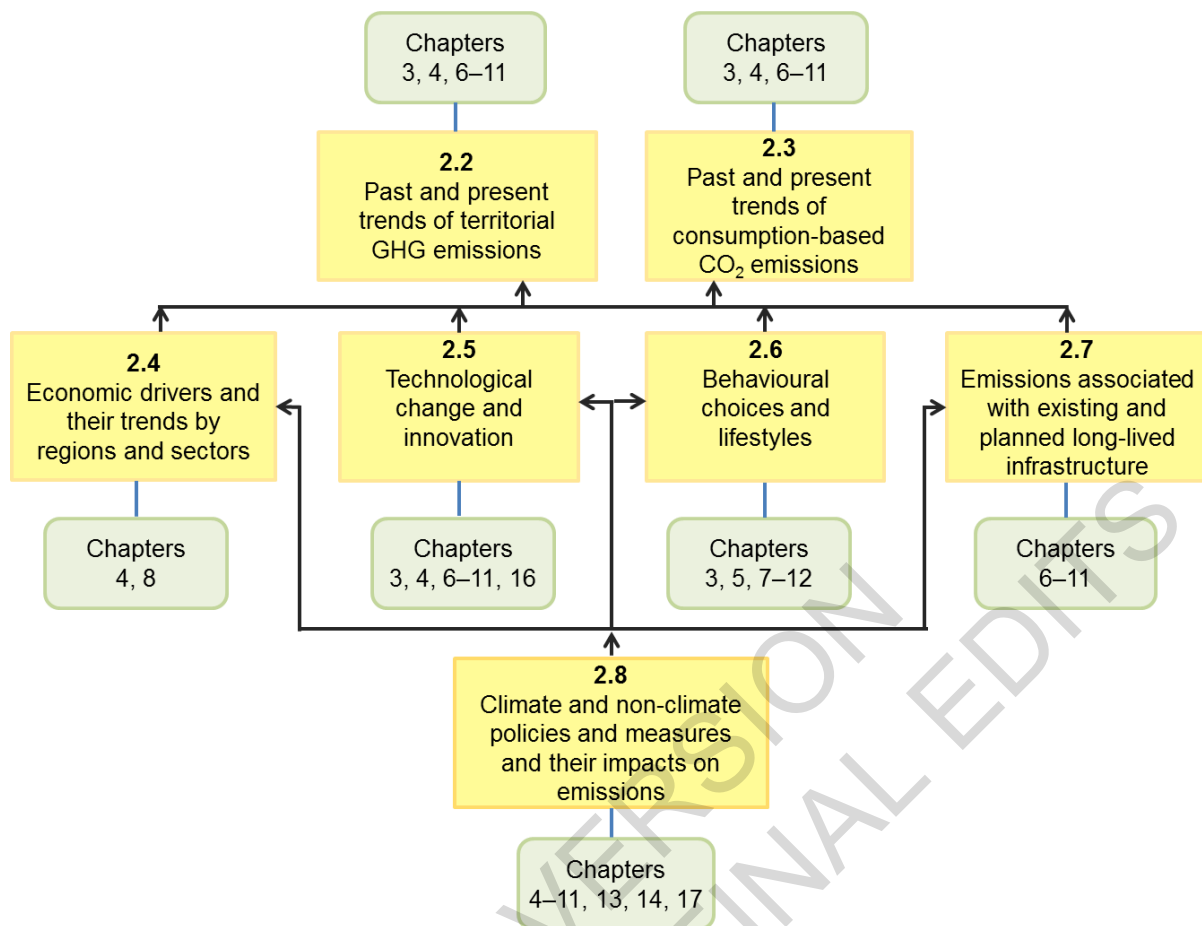 Chapters
3, 4, 6–11
Chapters
3, 4, 6–11
2.2
Past and present
trends of territorial
GHG emissions
2.3
Past and present
trends of
consumption-based
CO₂ emissions
2.4
Economic drivers and
their trends by
regions and sectors
2.5
Technological
change and
innovation
2.6
Behavioural
choices and
lifestyles
2.7
Emissions associated
with existing and
planned long-lived
infrastructure
Chapters
4, 8
Chapters
3, 4, 6–11, 16
Chapters
3, 5, 7–12
Chapters
6–11
2.8
Climate and non-climate
policies and measures
and their impacts on
emissions
Chapters
4–11, 13, 14, 17
VERSION
FINAL EDITS